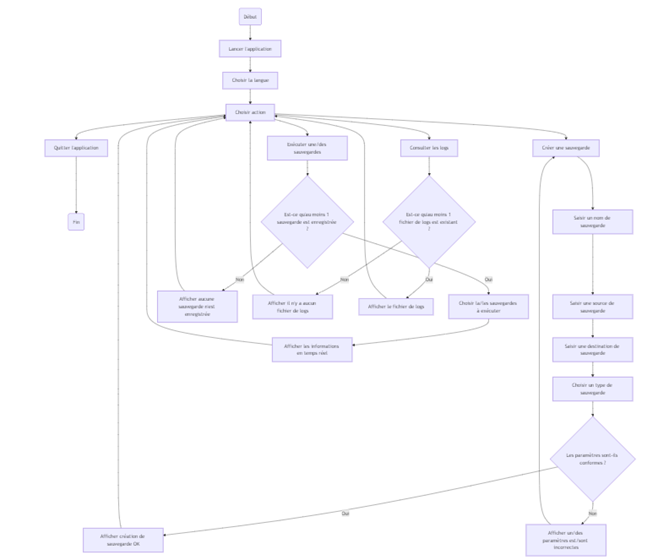 Début
Lancer l'application
Choisir la langue
Choisir action
Quitter l'application
Exécuter une/des
sauvegardes
Consulter les logs
Créer une sauvegarde
Fin
Est-ce qu'au moins 1
sauvegarde est enregistrée
?
Est-ce qu'au moins 1
fichier de logs est existant
?
Saisir un nom de
sauvegarde
Non
Non
Oui
Oui
Afficher aucune
sauvegarde n'est
enregistrée
Afficher il n'y a aucun
fichier de logs
Afficher le fichier de logs
Choisir la/les sauvegardes
à exécuter
Saisir une source de
sauvegarde
Afficher les informations
en temps réel
Saisir une destination de
sauvegarde
Choisir un type de
sauvegarde
Les paramètres sont-ils
conformes ?
Oui
Non
Afficher création de
sauvegarde OK
Afficher un/des
paramètres est/sont
incorrectes